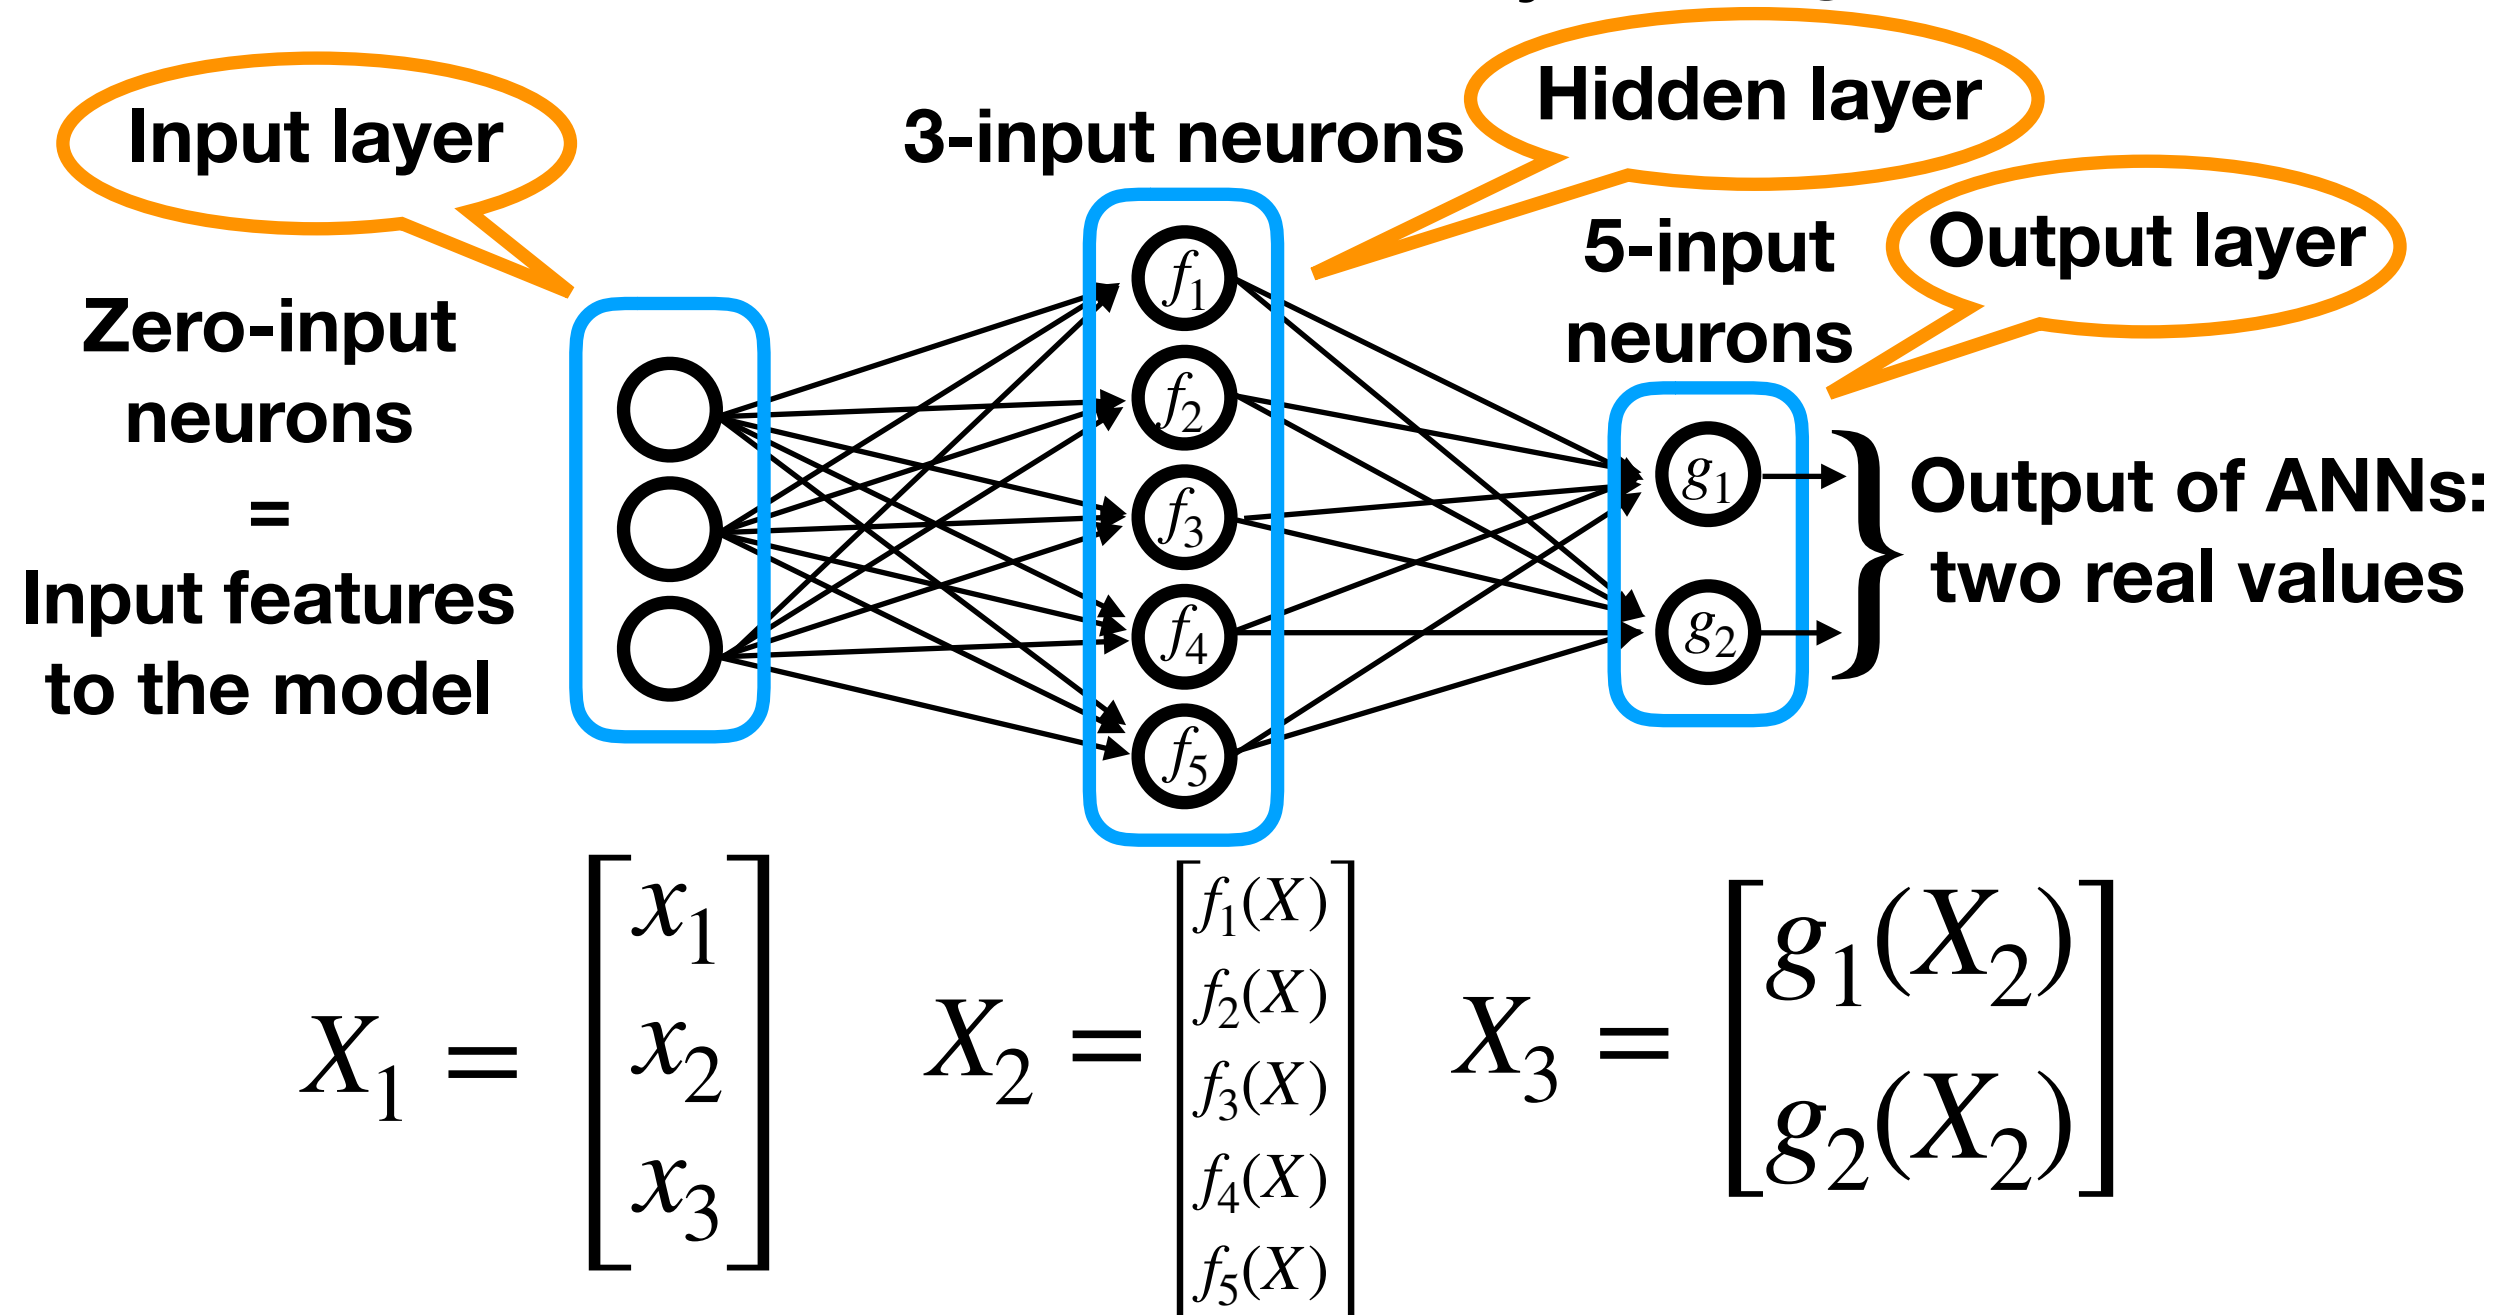 Hidden layer
Input layer
3-input neurons
Output layer
5-input
neurons
Zero-input
neurons
=
Input features
to the model
f1
f2
f3
f4
f5
g1
g2
}
Output of ANNs:
two real values
X1 = [x1 x2 x3]
X2 = [f1(X) f2(X) f3(X) f4(X) f5(X)]
X3 = [g1(X2) g2(X2)]